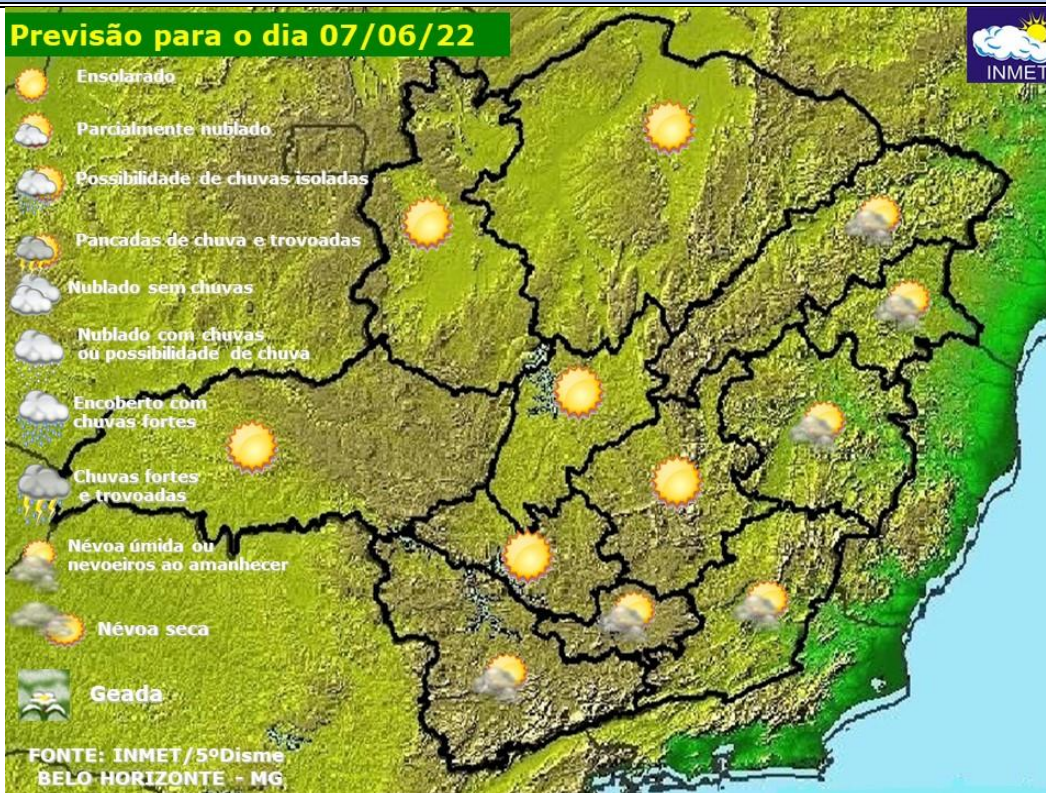 Previsão para o dia 07/06/22
INMET
Ensolarado
Parcialmente nublado
Possibilidade de chuvas isoladas
Pancadas de chuva e trovoadas
Nublado sem chuvas
Nublado com chuvas
ou possibilidade de chuva
Encoberto com
chuvas fortes
Chuvas fortes
e trovoadas
Névoa úmida ou
nevoeiros ao amanhecer
Névoa seca
Geada
FONTE: INMET/5ºDisme
BELO HORIZONTE - MG